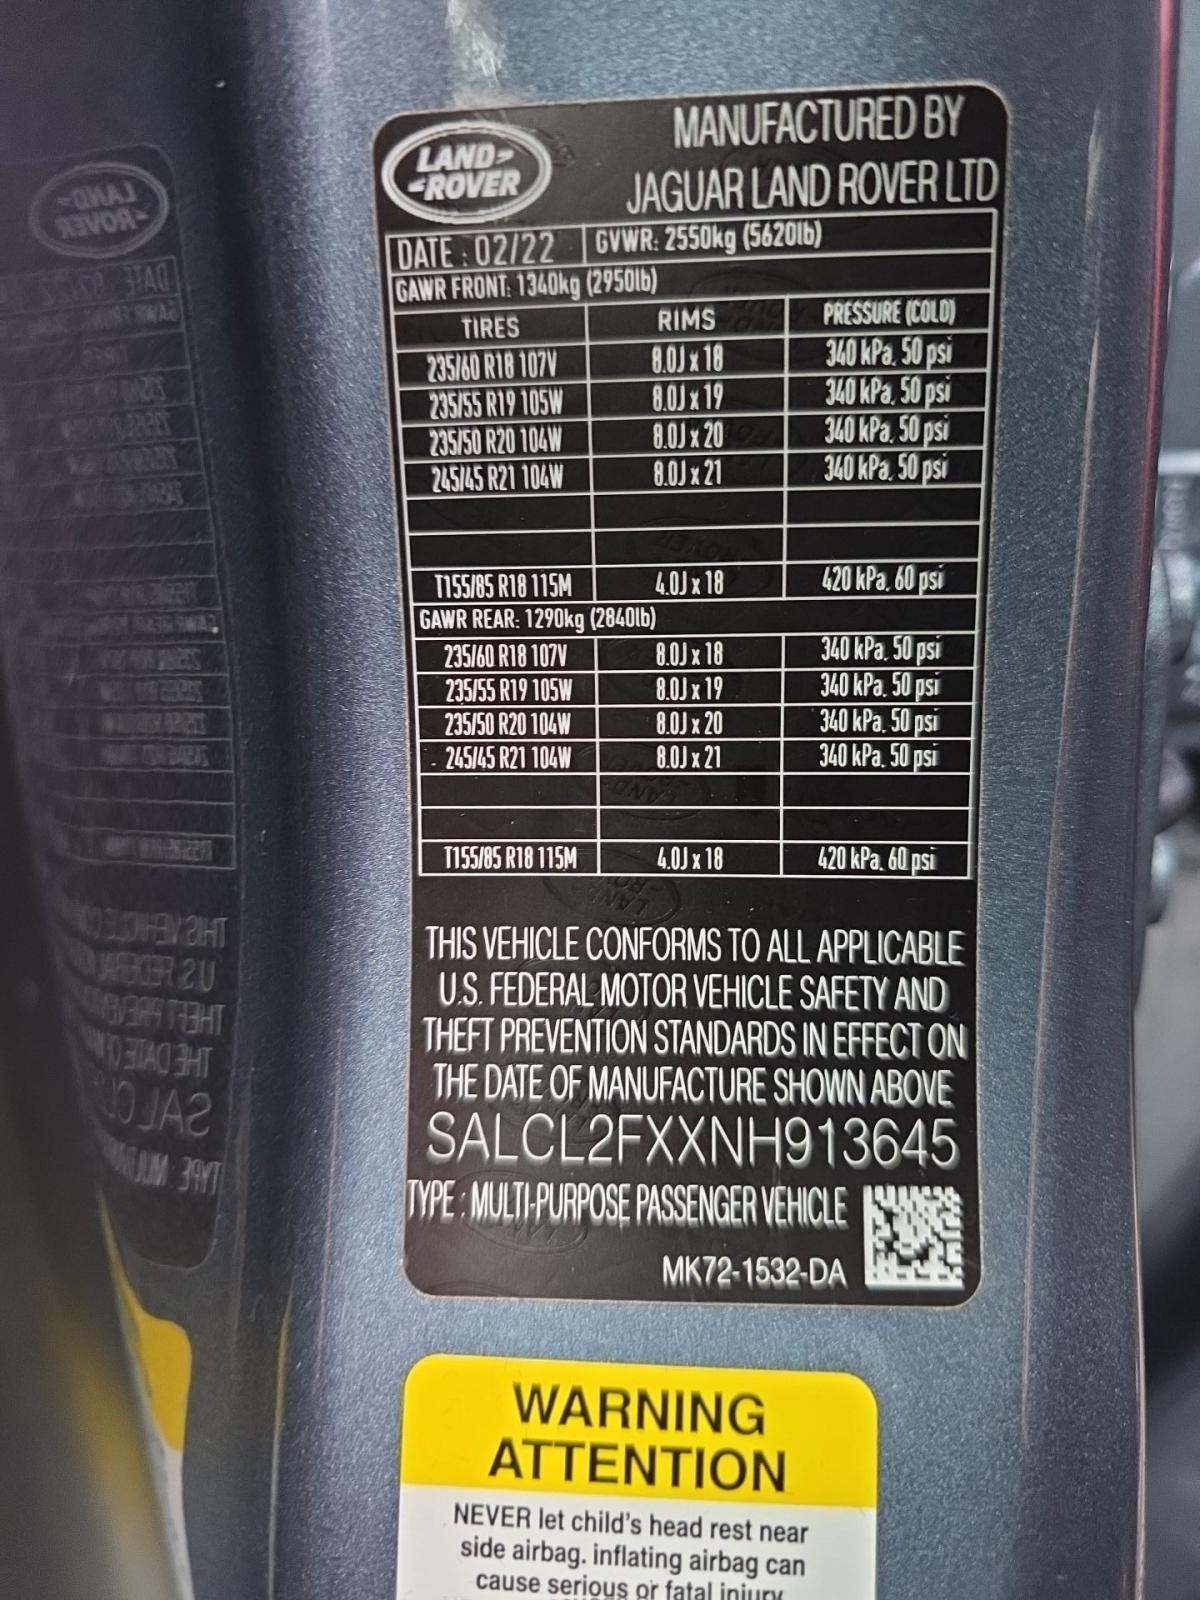 LAND-
-ROVER
MANUFACTURED BY
JAGUAR LAND ROVER LTD
DATE : 02/22 GVWR: 2550kg (5620lb)
GAWR FRONT: 1340kg (2950lb)
TIRES RIMS PRESSURE (COLD)
235/60 R18 107V 8.0J x 18 340 kPa, 50 psi
235/55 R19 105W 8.0J x 19 340 kPa, 50 psi
235/50 R20 104W 8.0J x 20 340 kPa, 50 psi
245/45 R21 104W 8.0J x 21 340 kPa, 50 psi
T155/85 R18 115M 4.0J x 18 420 kPa, 60 psi
GAWR REAR: 1290kg (2840lb)
235/60 R18 107V 8.0J x 18 340 kPa, 50 psi
235/55 R19 105W 8.0J x 19 340 kPa, 50 psi
235/50 R20 104W 8.0J x 20 340 kPa, 50 psi
245/45 R21 104W 8.0J x 21 340 kPa, 50 psi
T155/85 R18 115M 4.0J x 18 420 kPa, 60 psi
THIS VEHICLE CONFORMS TO ALL APPLICABLE
U.S. FEDERAL MOTOR VEHICLE SAFETY AND
THEFT PREVENTION STANDARDS IN EFFECT ON
THE DATE OF MANUFACTURE SHOWN ABOVE
SALCL2FXXNH913645
TYPE : MULTI-PURPOSE PASSENGER VEHICLE
MK72-1532-DA
WARNING
ATTENTION
NEVER let child's head rest near
side airbag. inflating airbag can
cause serious or fatal injury